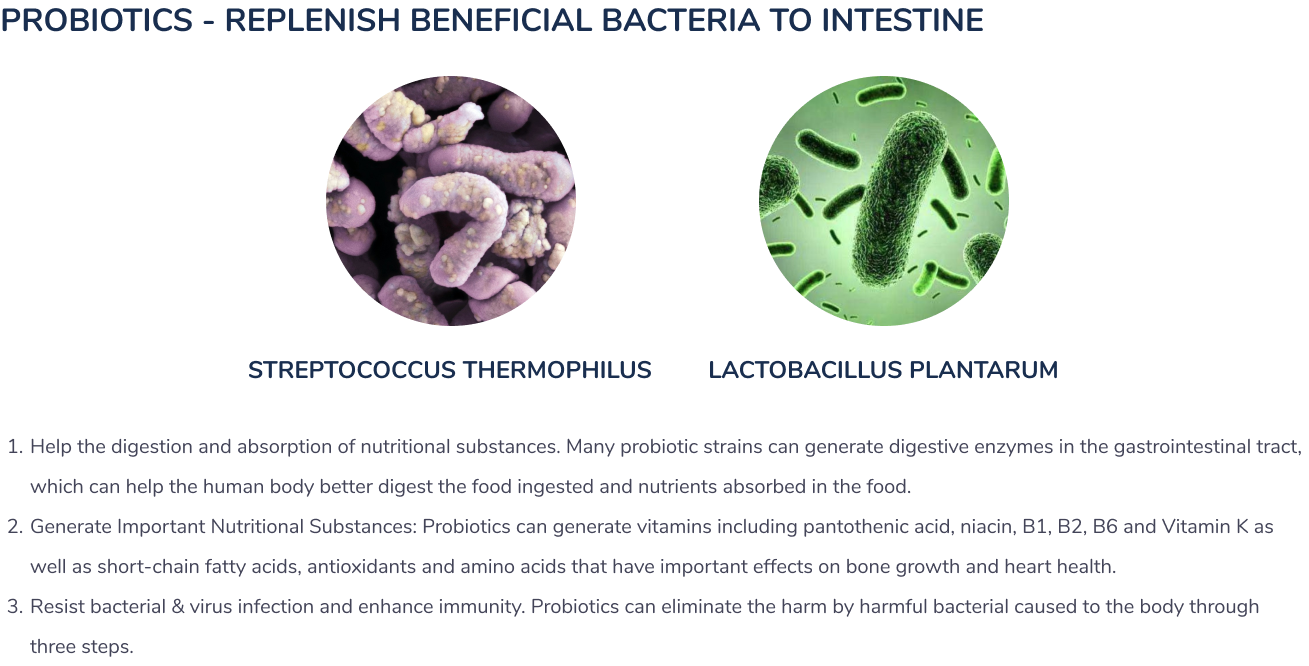 PROBIOTICS - REPLENISH BENEFICIAL BACTERIA TO INTESTINE
STREPTOCOCCUS THERMOPHILUS
LACTOBACILLUS PLANTARUM
1. Help the digestion and absorption of nutritional substances. Many probiotic strains can generate digestive enzymes in the gastrointestinal tract,
which can help the human body better digest the food ingested and nutrients absorbed in the food.
2. Generate Important Nutritional Substances: Probiotics can generate vitamins including pantothenic acid, niacin, B1, B2, B6 and Vitamin K as
well as short-chain fatty acids, antioxidants and amino acids that have important effects on bone growth and heart health.
3. Resist bacterial & virus infection and enhance immunity. Probiotics can eliminate the harm by harmful bacterial caused to the body through
three steps.